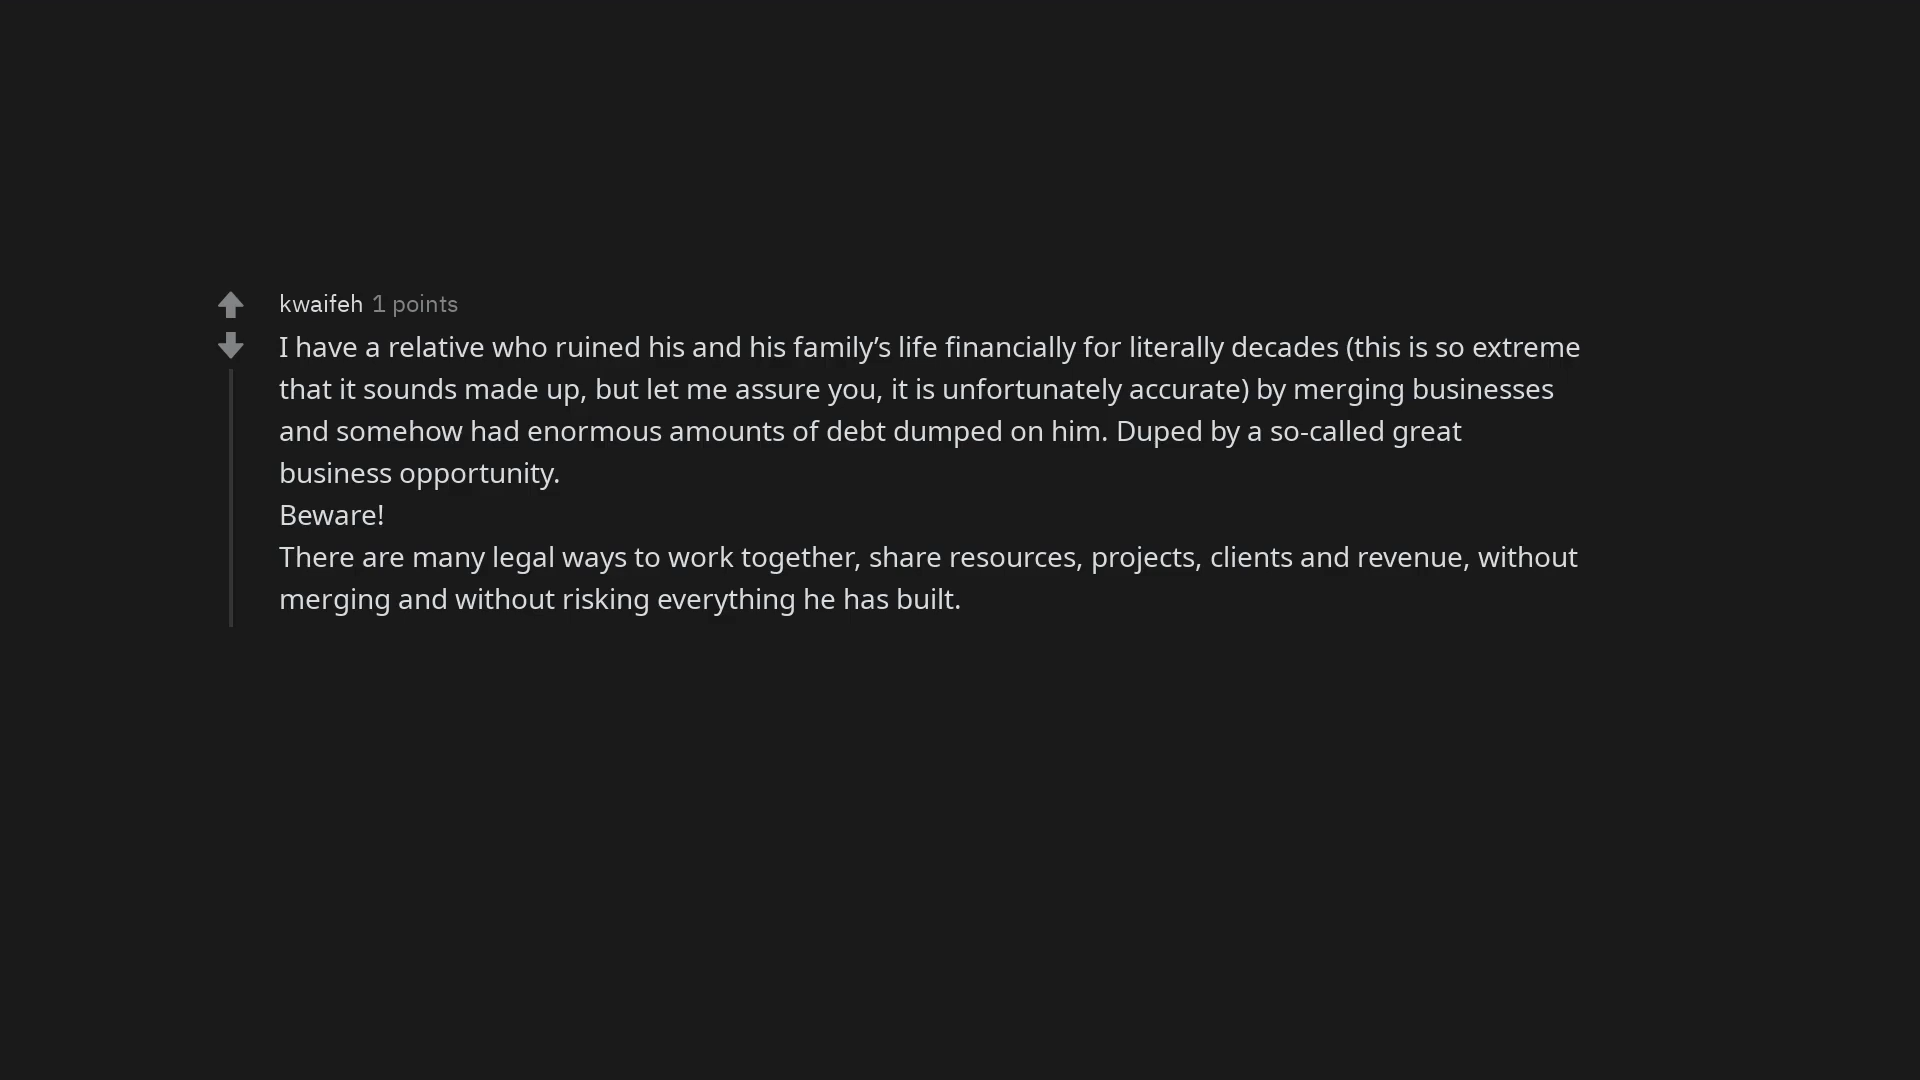 kwaifeh 1 points
I have a relative who ruined his and his family’s life financially for literally decades (this is so extreme
that it sounds made up, but let me assure you, it is unfortunately accurate) by merging businesses
and somehow had enormous amounts of debt dumped on him. Duped by a so-called great
business opportunity.
Beware!
There are many legal ways to work together, share resources, projects, clients and revenue, without
merging and without risking everything he has built.